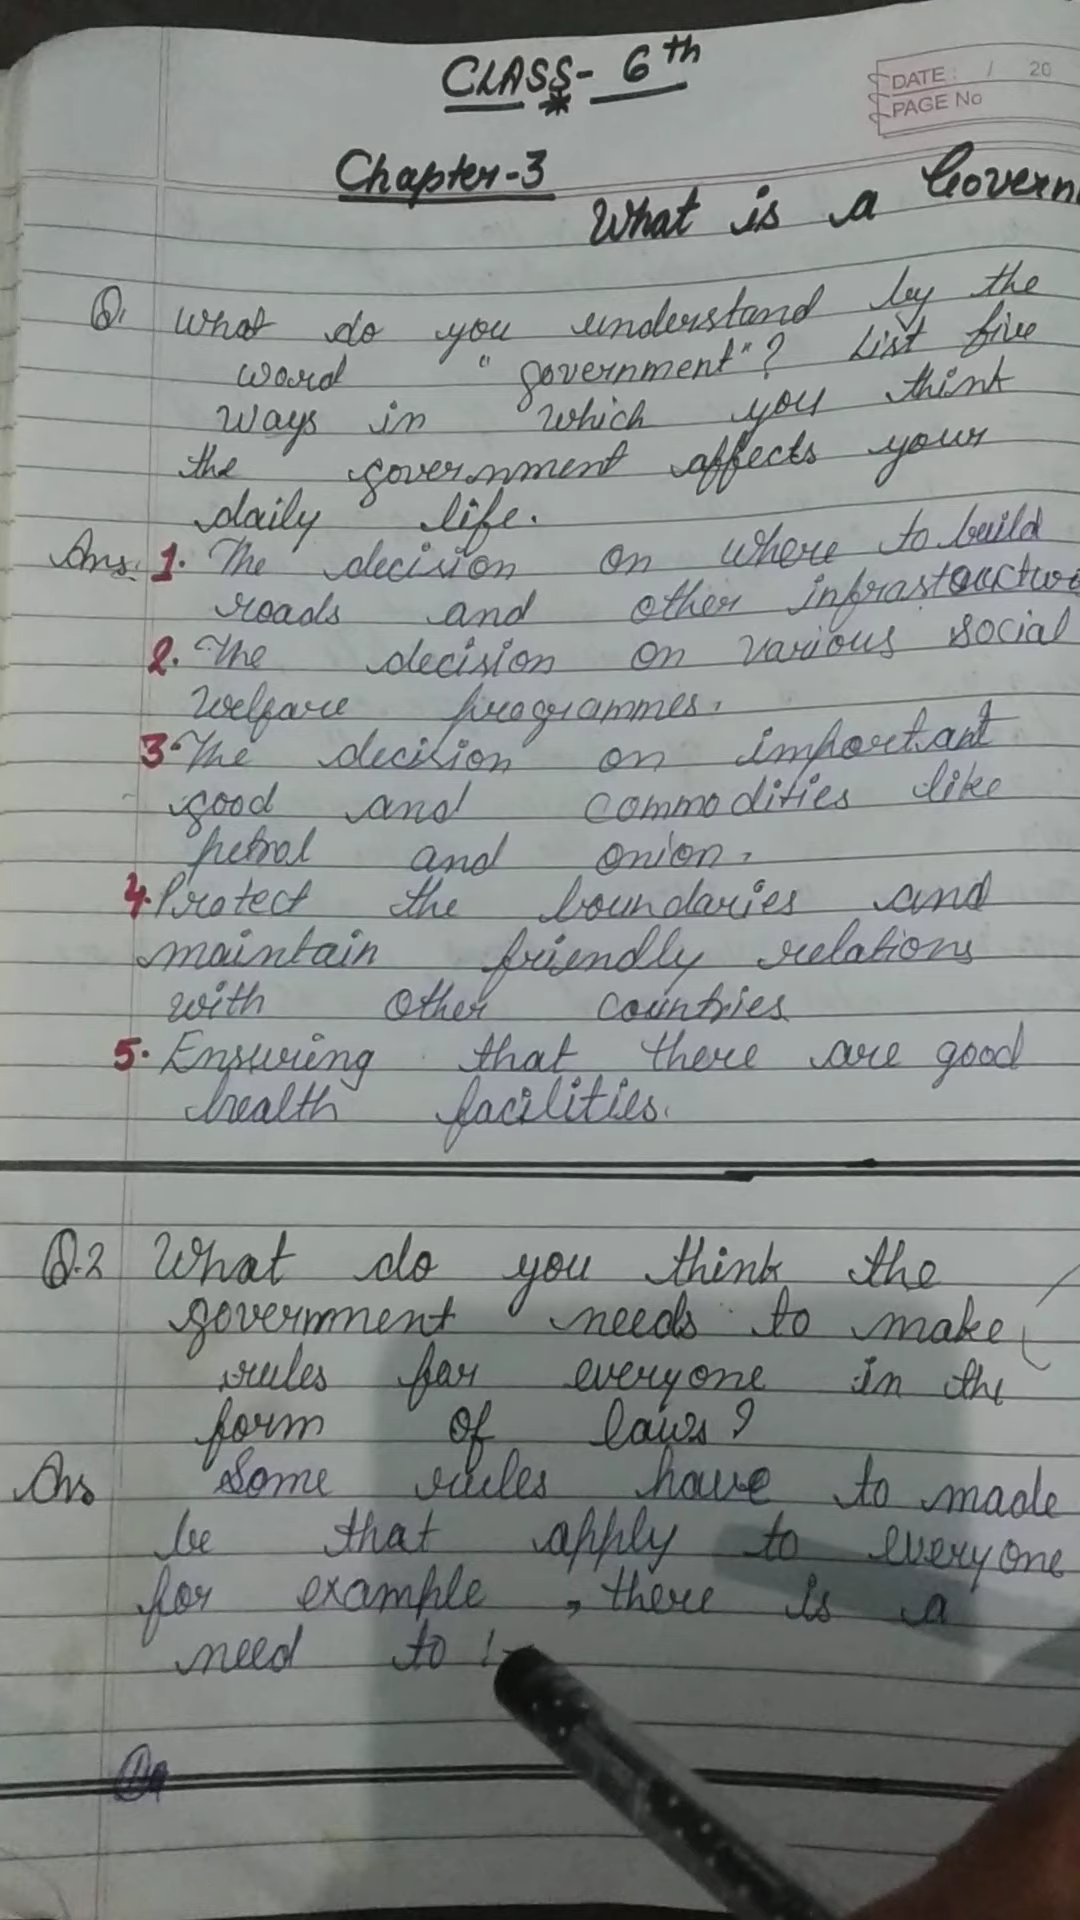 CLASS- 6th
DATE: / 20
PAGE No
Chapter-3
What is a Governm
Q. What do you understand by the
word "government"? List five
ways in which you think
the government affects your
daily life.
Ans. 1. The decision on where to build
roads and other infrastructure
2. The decision on various social
welfare programmes.
3. The decision on important
good and commodities like
petrol and onion.
4. Protect the boundaries and
maintain friendly relations
with other countries
5. Ensuring that there are good
health facilities.
Q.2 What do you think the
government needs to make
rules for everyone in the
form of laws?
Ans Some rules have to made
be that apply to everyone
for example, there is a
need to